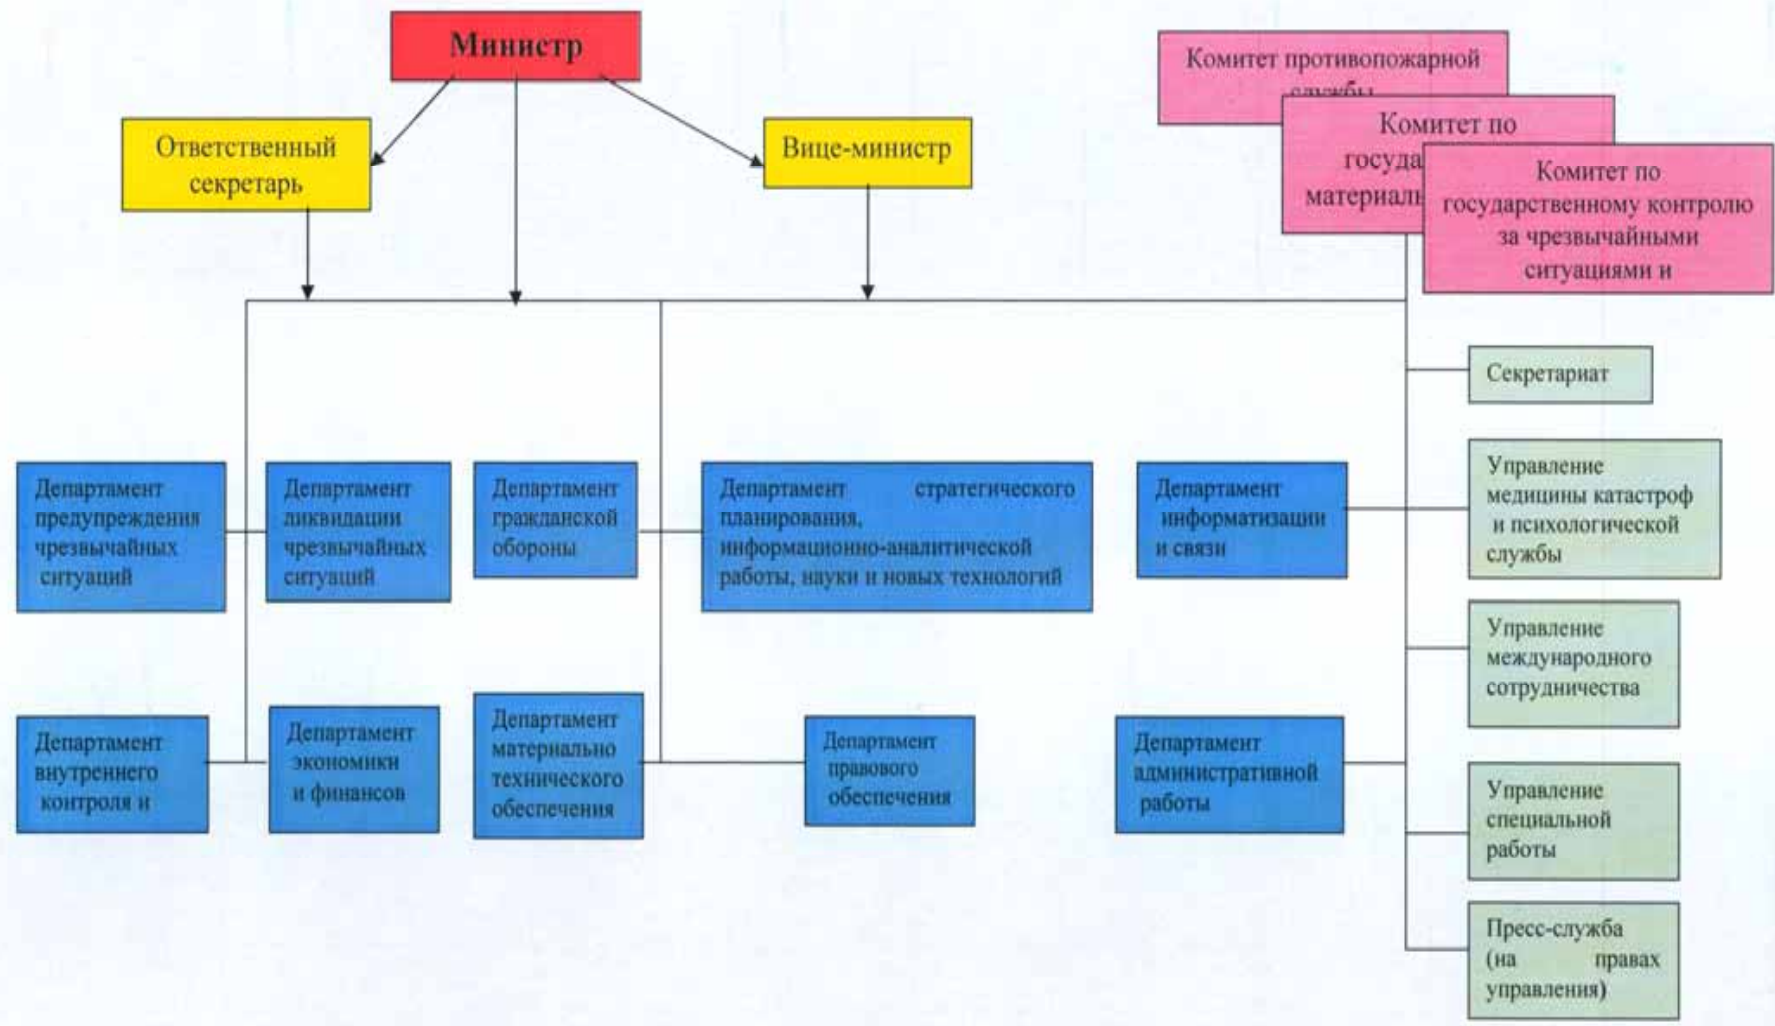 Министр
Ответственный
секретарь
Вице-министр
Комитет противопожарной
службы
Комитет по
материаль
Комитет по
государственному контролю
за чрезвычайными
ситуациями и
Секретариат
Департамент
предупреждения
чрезвычайных
ситуаций
Департамент
ликвидации
чрезвычайных
ситуаций
Департамент
гражданской
обороны
Департамент стратегического
планирования,
информационно-аналитической
работы, науки и новых технологий
Департамент
информатизации
и связи
Управление
медицины катастроф
и психологической
службы
Управление
международного
сотрудничества
Департамент
внутреннего
контроля и
Департамент
экономики
и финансов
Департамент
материально
технического
обеспечения
Департамент
правового
обеспечения
Департамент
административной
работы
Управление
специальной
работы
Пресс-служба
(на правах
управления)